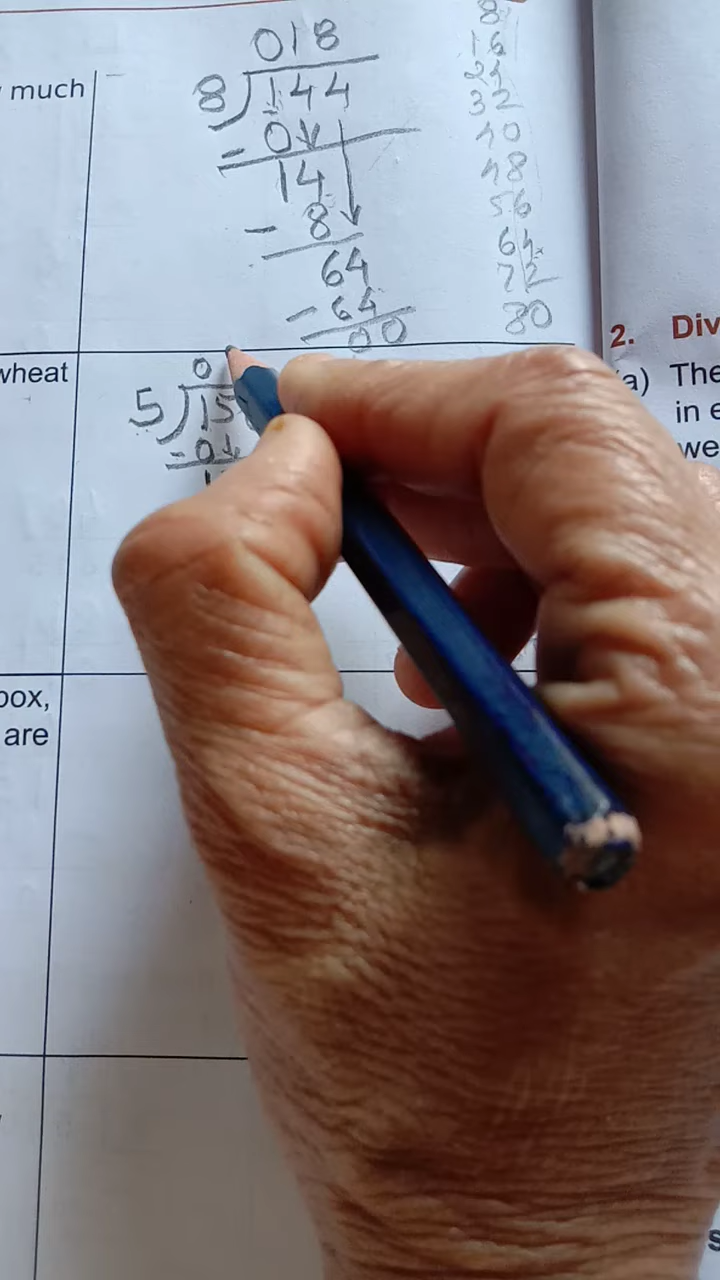 much
018
8)144
- 0
14
- 8
64
- 64
00
8
16
24
32
40
48
56
64
72
80
wheat
0
5)15
- 0
1
box,
are
2. Div
(a) The
in e
we